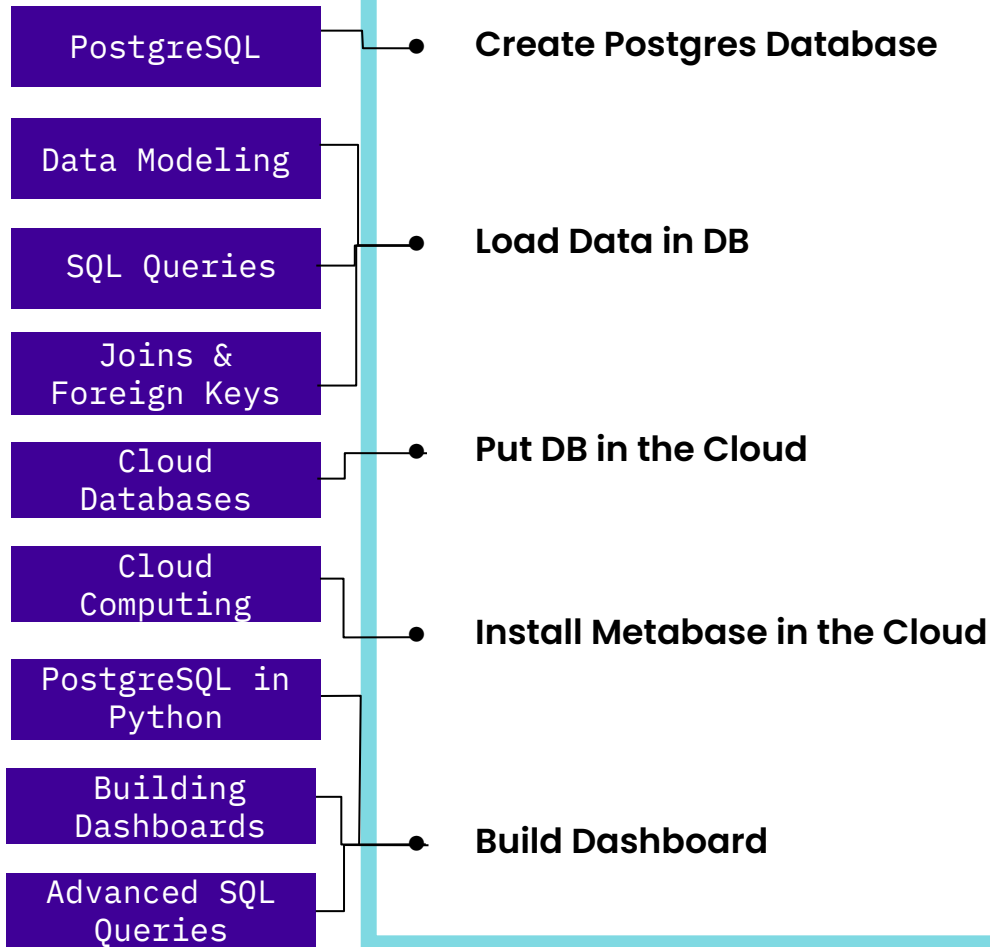 PostgreSQL
Create Postgres Database
Data Modeling
Load Data in DB
SQL Queries
Joins &
Foreign Keys
Put DB in the Cloud
Cloud
Databases
Cloud
Computing
Install Metabase in the Cloud
PostgreSQL in
Python
Building
Dashboards
Build Dashboard
Advanced SQL
Queries